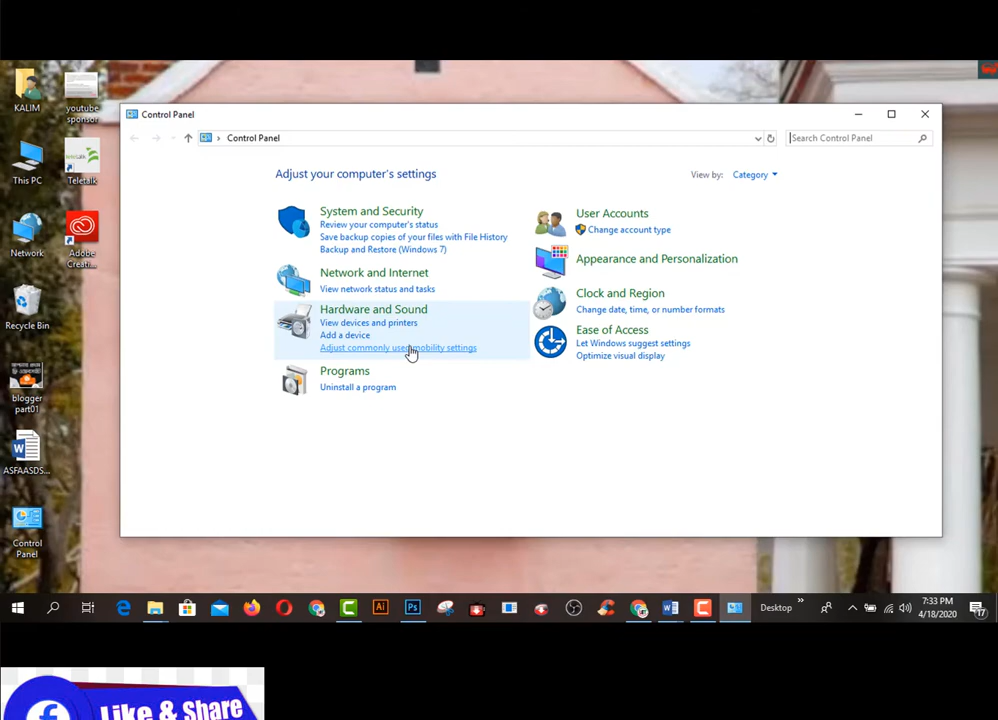 KALIM
youtube
sponsor
This PC
Teletalk
Teletalk
Network
Adobe
Creati...
Recycle Bin
blogger
part01
ASFAASDS...
Control
Panel
Control Panel
Control Panel
Search Control Panel
Adjust your computer's settings
View by: Category
System and Security
Review your computer's status
Save backup copies of your files with File History
Backup and Restore (Windows 7)
Network and Internet
View network status and tasks
Hardware and Sound
View devices and printers
Add a device
Adjust commonly used mobility settings
Programs
Uninstall a program
User Accounts
Change account type
Appearance and Personalization
Clock and Region
Change date, time, or number formats
Ease of Access
Let Windows suggest settings
Optimize visual display
Ai
Ps
Desktop
7:33 PM
4/18/2020
17
Like & Share